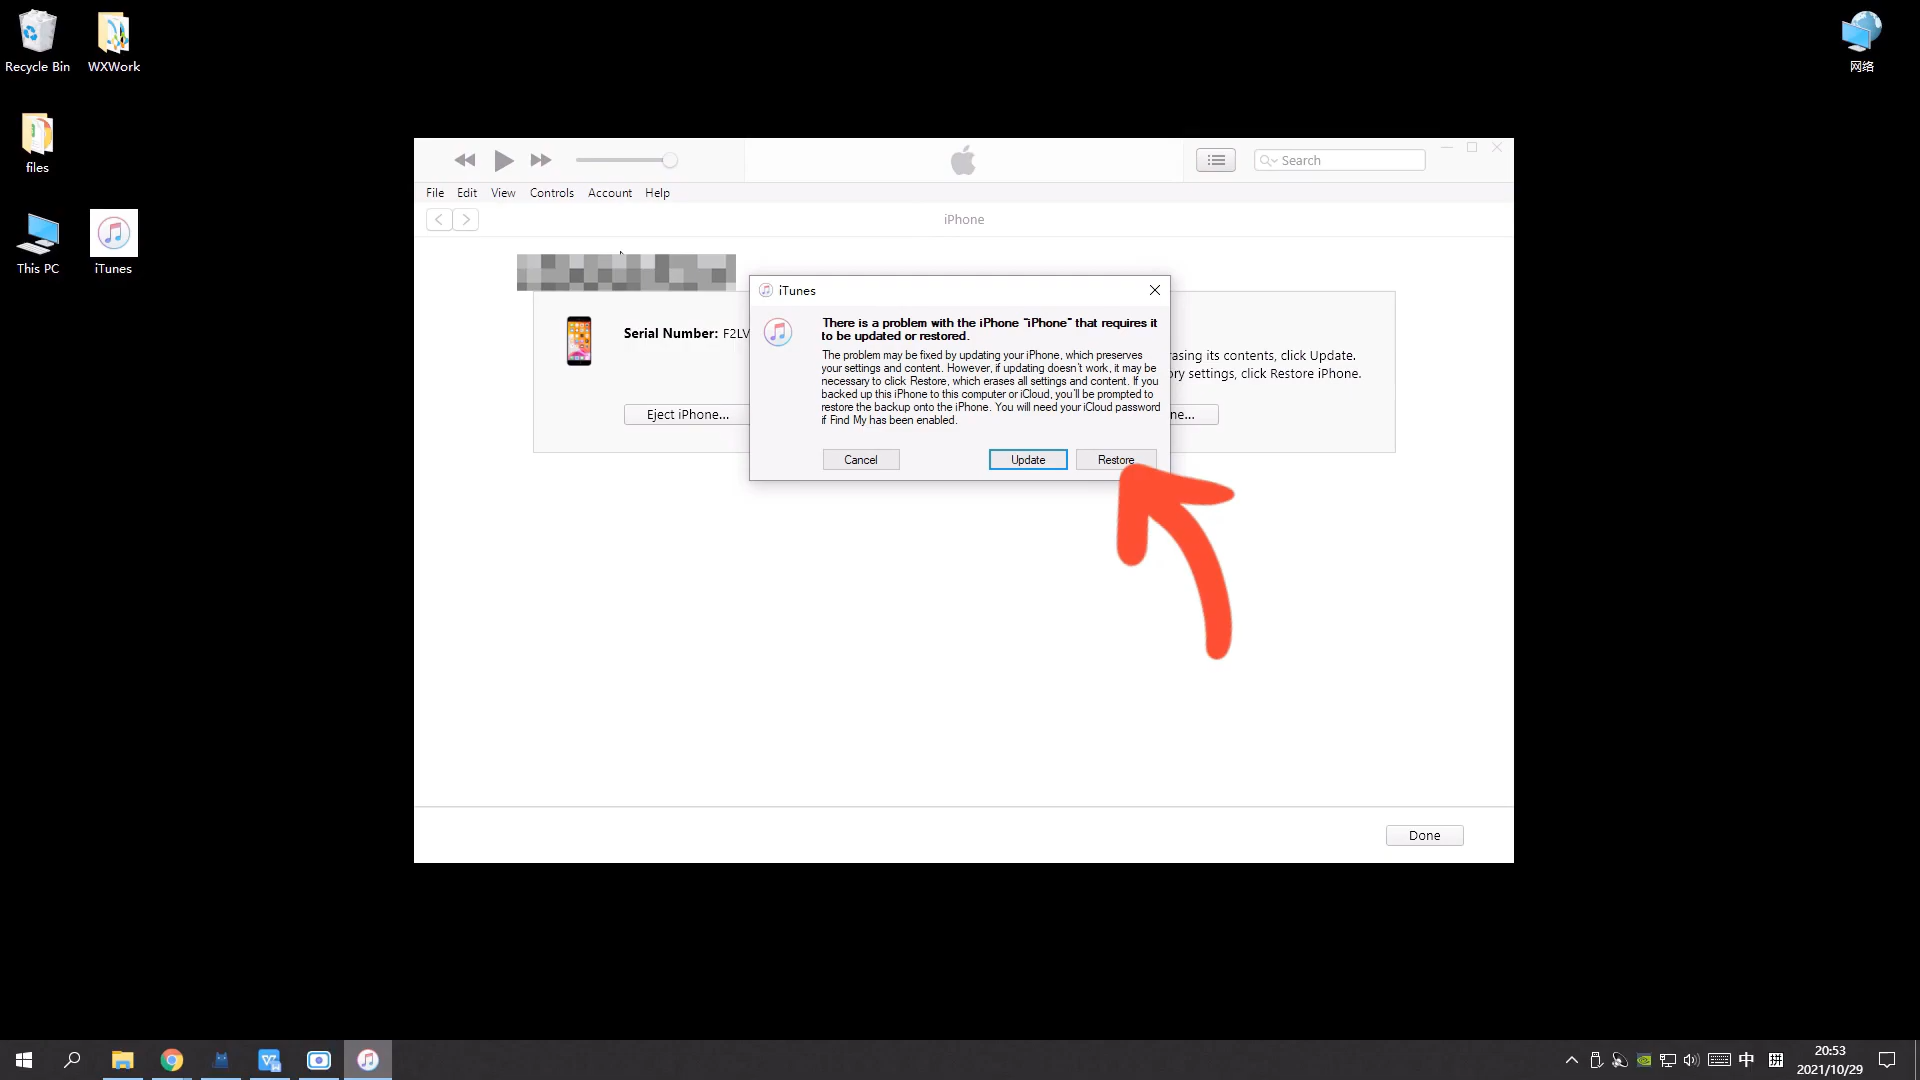 Recycle Bin
WXWork
网络
files
This PC
iTunes
Search
File Edit View Controls Account Help
iPhone
Serial Number: F2LV
Eject iPhone...
iTunes
There is a problem with the iPhone “iPhone” that requires it
to be updated or restored.
The problem may be fixed by updating your iPhone, which preserves
your settings and content. However, if updating doesn't work, it may be
necessary to click Restore, which erases all settings and content. If you
backed up this iPhone to this computer or iCloud, you'll be prompted to
restore the backup onto the iPhone. You will need your iCloud password
if Find My has been enabled.
Cancel
Update
Restore
asing its contents, click Update.
ory settings, click Restore iPhone.
ne...
Done
中
拼
20:53
2021/10/29